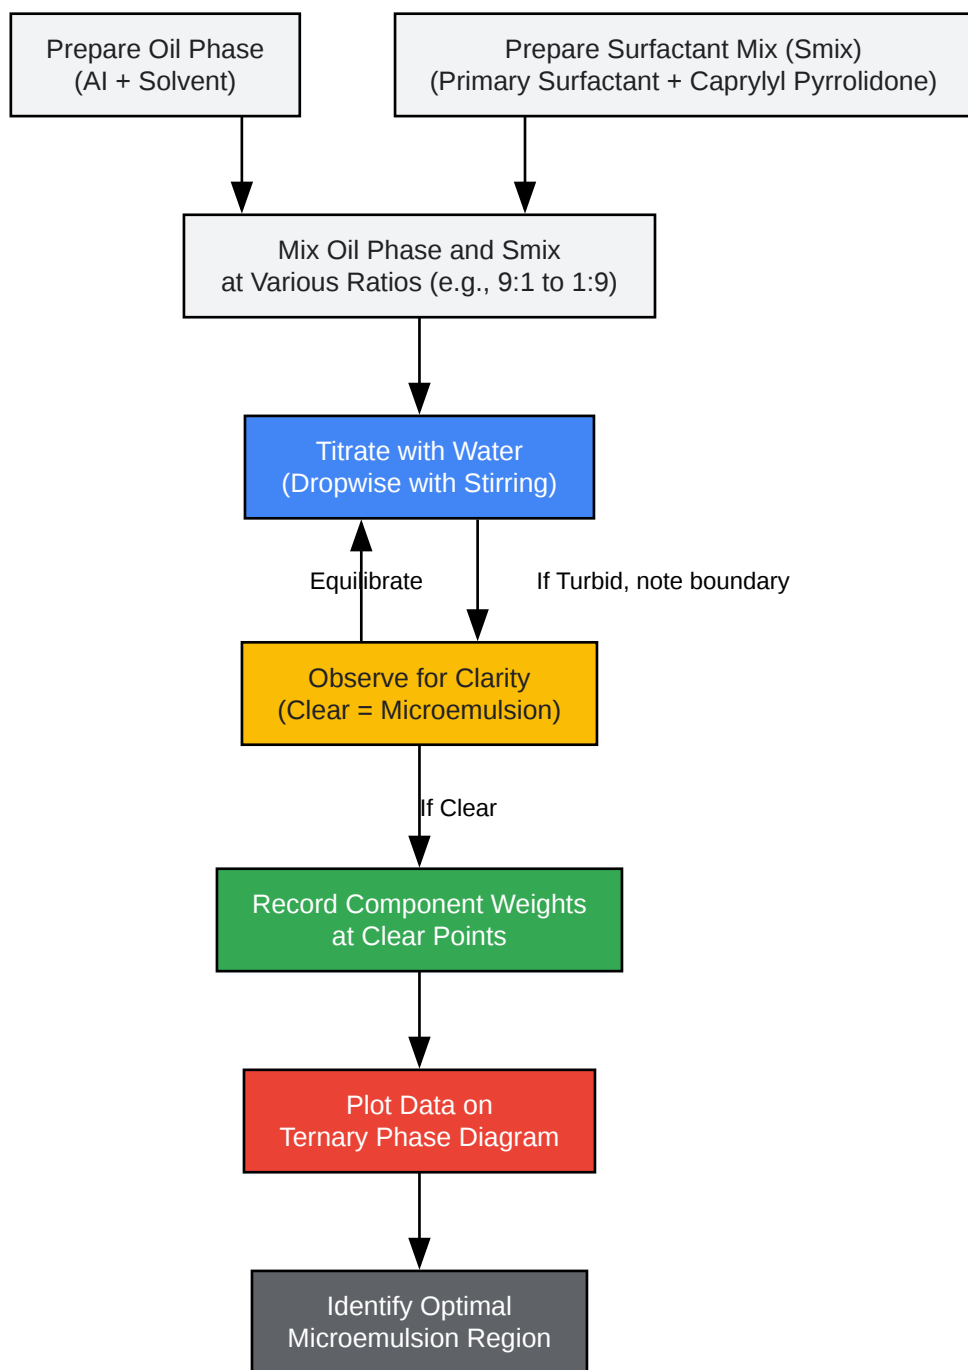 Prepare Oil Phase
(AI + Solvent)
Prepare Surfactant Mix (Smix)
(Primary Surfactant + Caprylyl Pyrrolidone)
Mix Oil Phase and Smix
at Various Ratios (e.g., 9:1 to 1:9)
Titrate with Water
(Dropwise with Stirring)
Equilibrate
If Turbid, note boundary
Observe for Clarity
(Clear = Microemulsion)
If Clear
Record Component Weights
at Clear Points
Plot Data on
Ternary Phase Diagram
Identify Optimal
Microemulsion Region